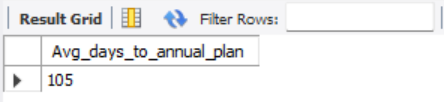 Result Grid Filter Rows:
Avg_days_to_annual_plan
105